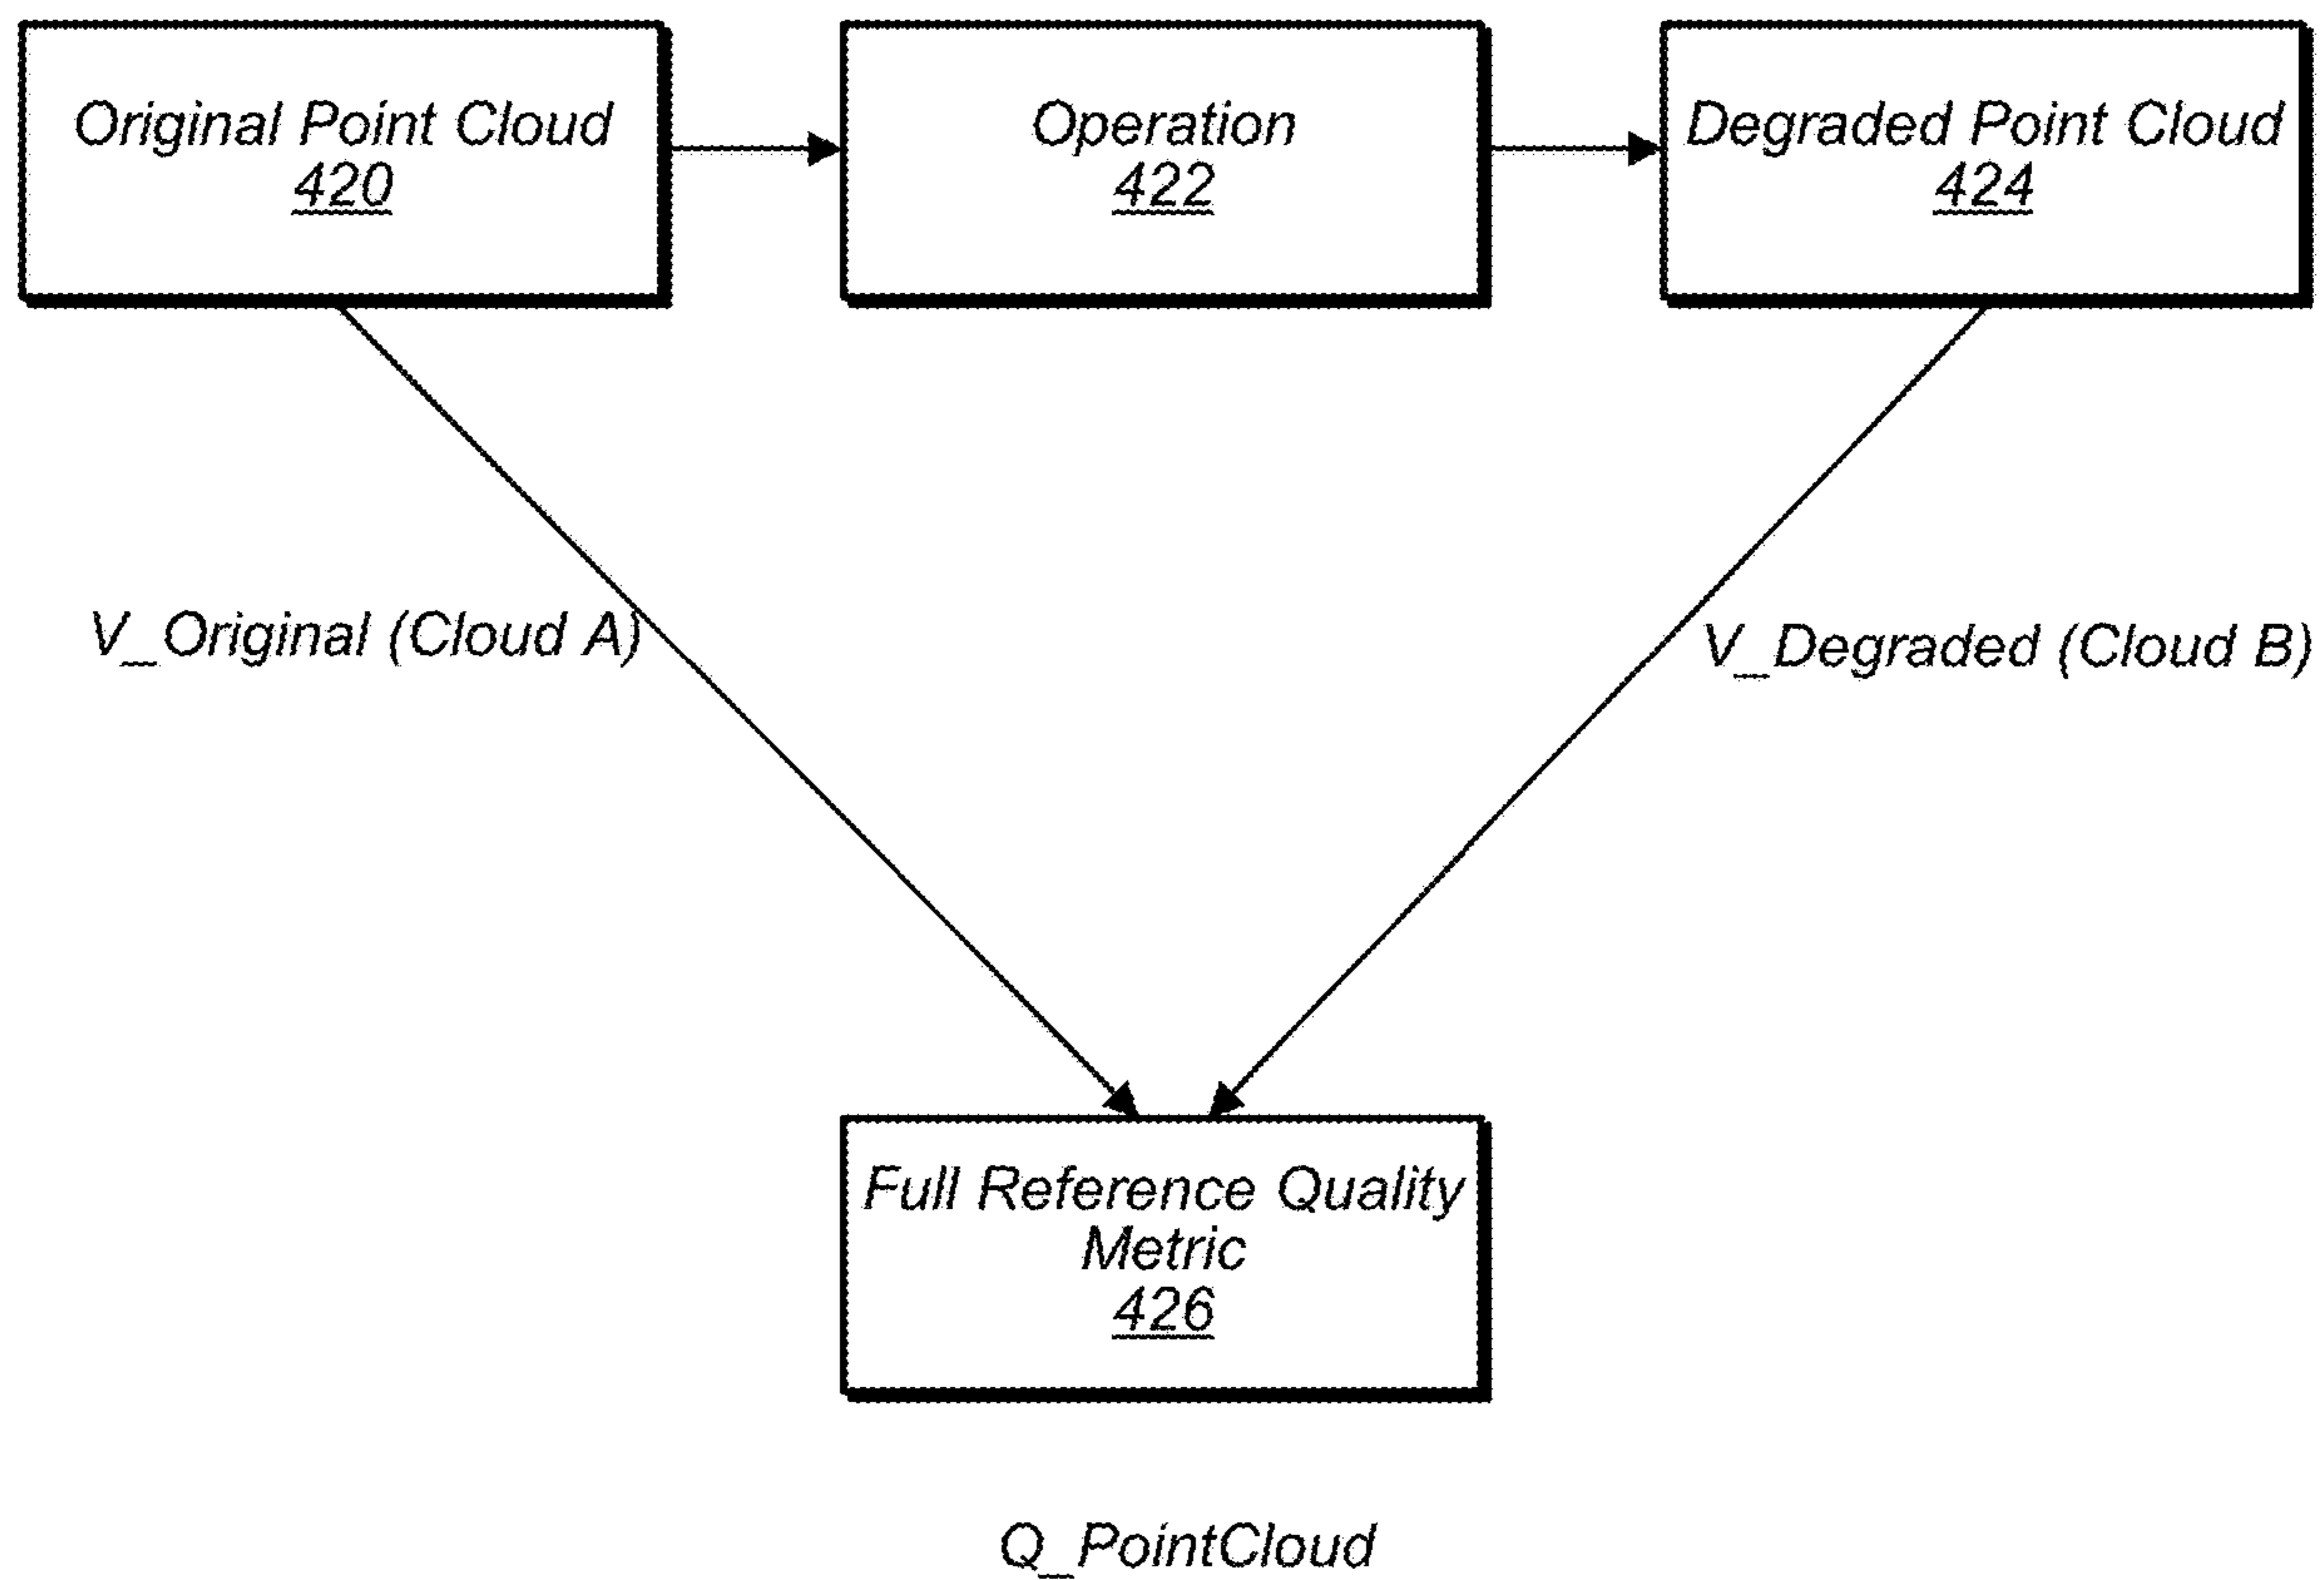 Original Point Cloud
420
Operation
422
Degraded Point Cloud
424
V_Original (Cloud A)
V_Degraded (Cloud B)
Full Reference Quality
Metric
426
Q_PointCloud